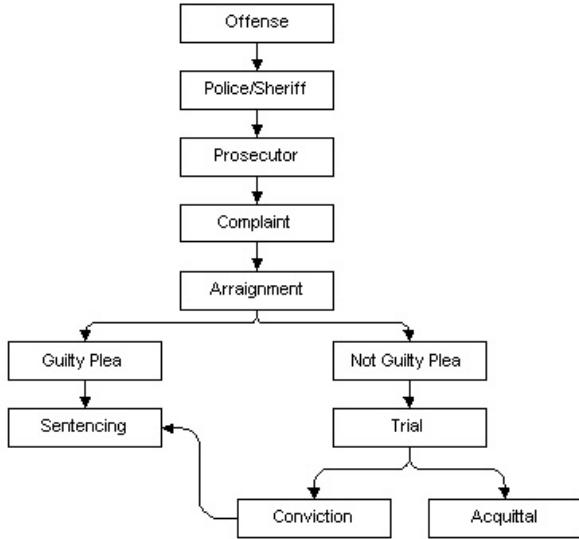 Offense
Police/Sheriff
Prosecutor
Complaint
Arraignment
Guilty Plea
Not Guilty Plea
Sentencing
Trial
Conviction
Acquittal